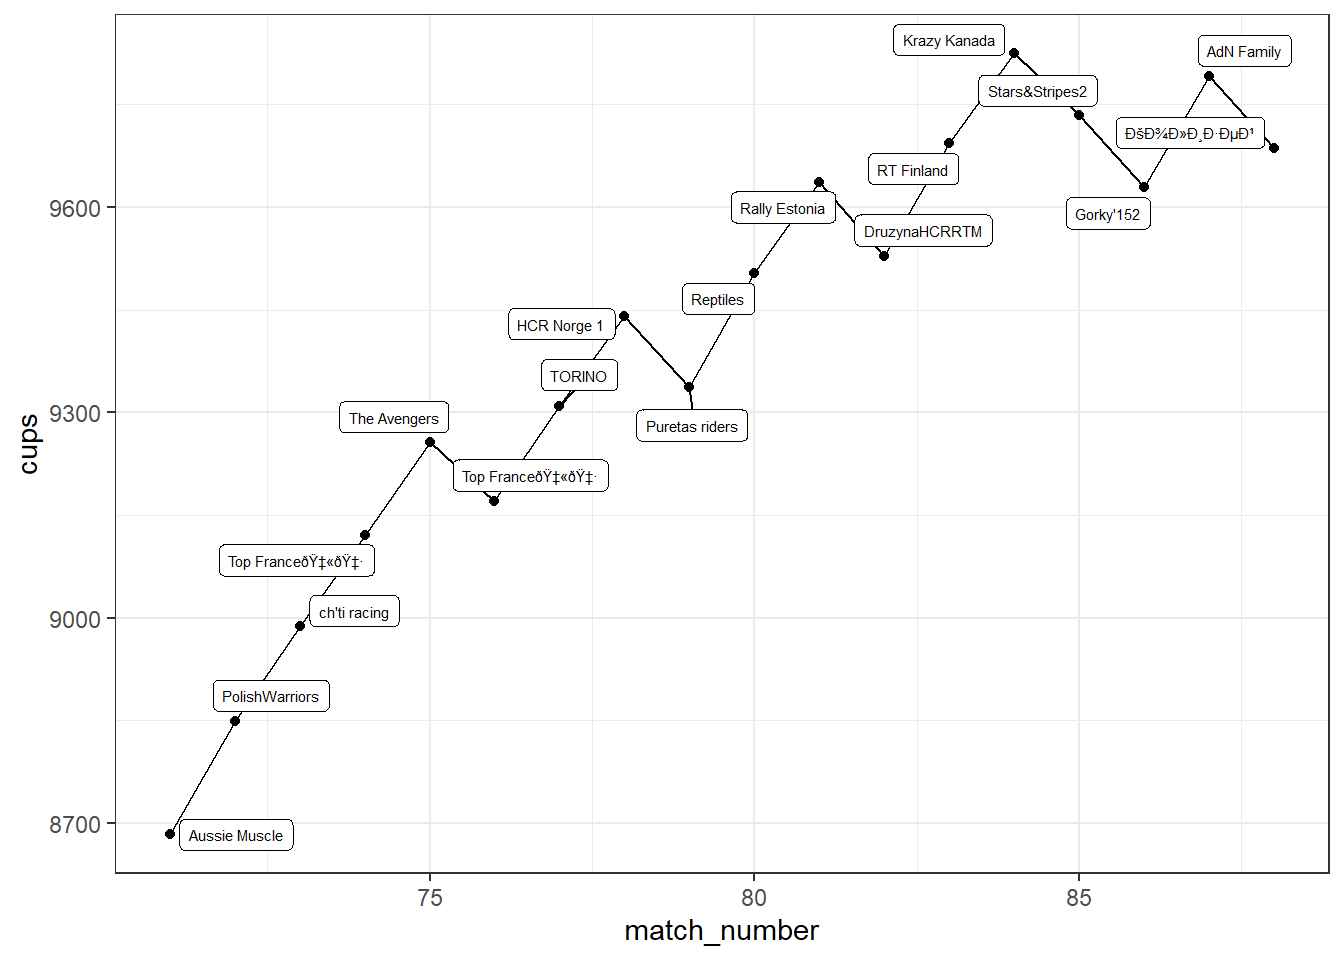 Krazy Kanada
AdN Family
Stars&Stripes2
ÐšÐ¾Ð»Ð¸Ð·ÐµÐ¹
RT Finland
Rally Estonia
Gorky'152
DruzynaHCRRTM
Reptiles
HCR Norge 1
TORINO
The Avengers
Puretas riders
Top FranceðŸ‡«ðŸ‡·
Top FranceðŸ‡«ðŸ‡·
ch'ti racing
PolishWarriors
Aussie Muscle
9600
9300
9000
8700
cups
75
80
85
match_number